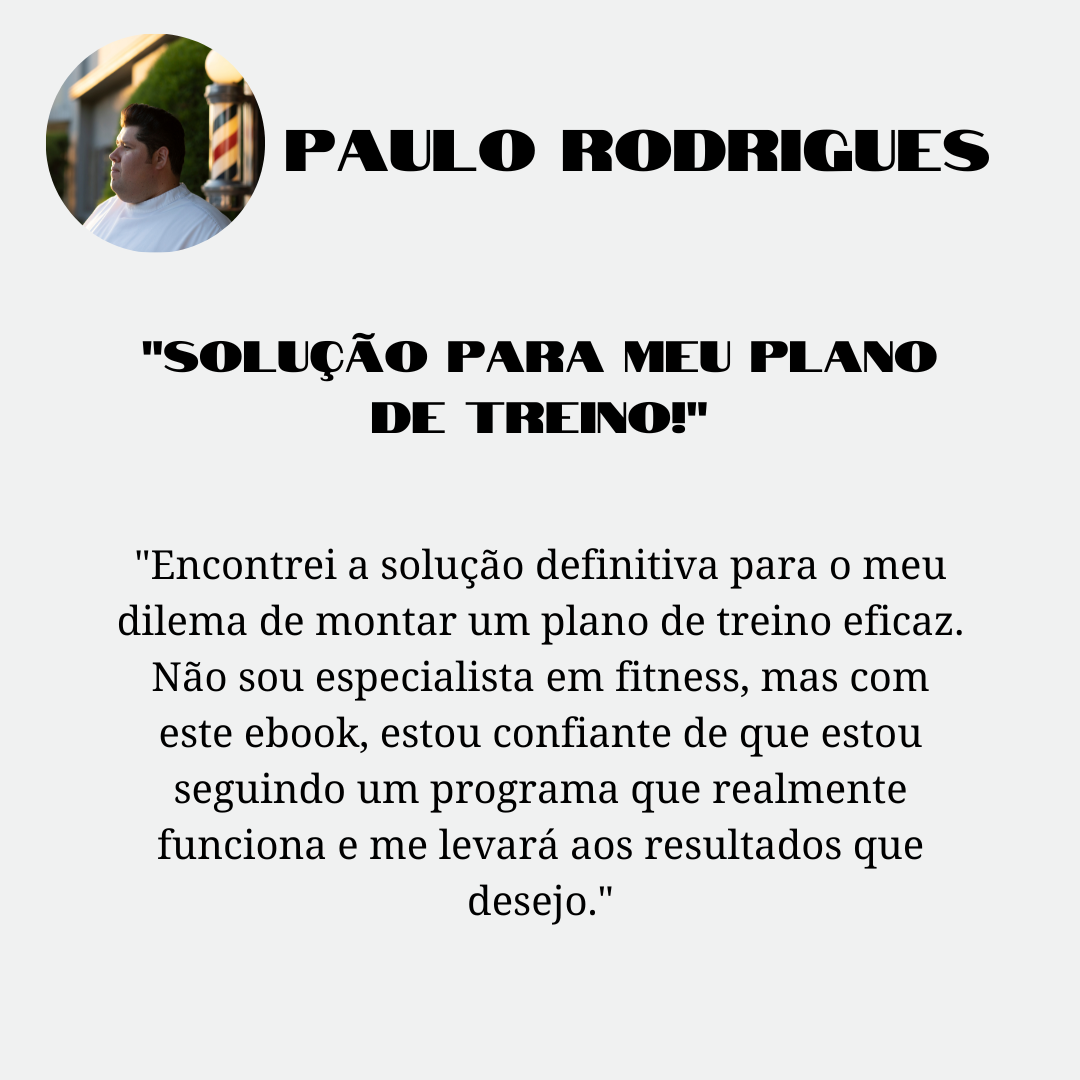 PAULO RODRIGUES
"SOLUÇÃO PARA MEU PLANO
DE TREINO!"
"Encontrei a solução definitiva para o meu
dilema de montar um plano de treino eficaz.
Não sou especialista em fitness, mas com
este ebook, estou confiante de que estou
seguindo um programa que realmente
funciona e me levará aos resultados que
desejo."